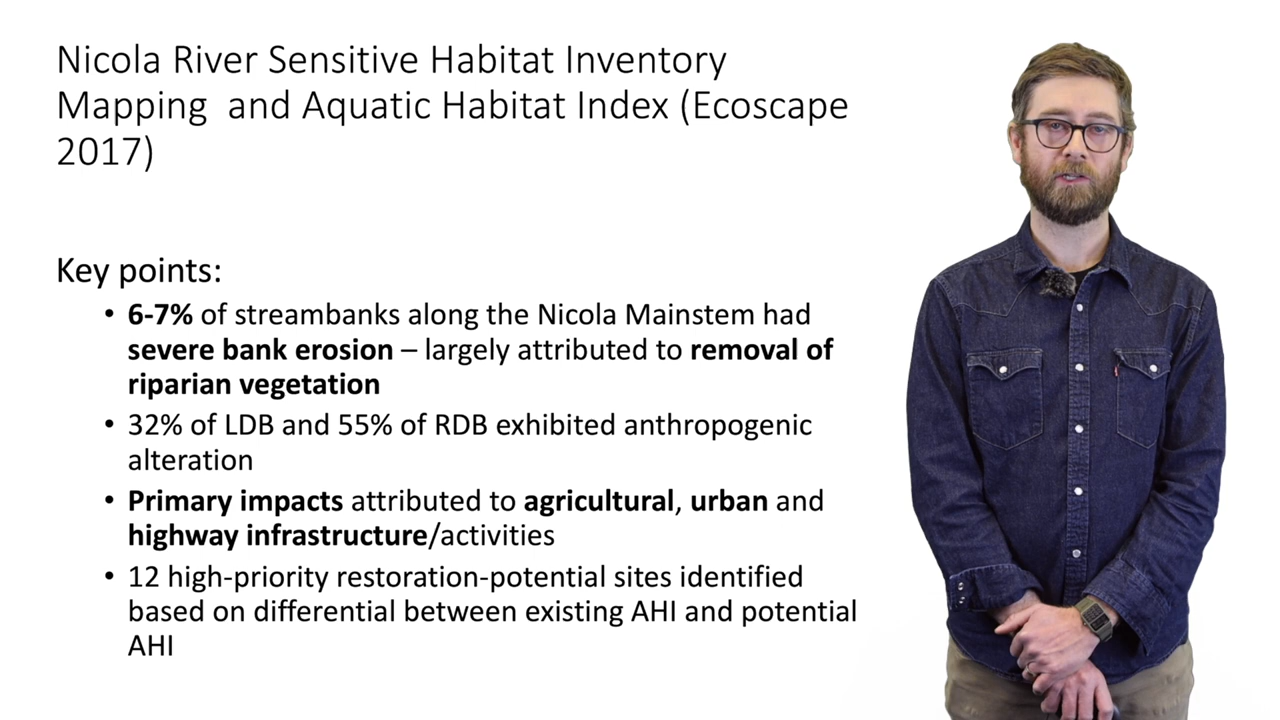 Nicola River Sensitive Habitat Inventory
Mapping  and Aquatic Habitat Index (Ecoscape
2017)
Key points:
• 6-7% of streambanks along the Nicola Mainstem had
severe bank erosion – largely attributed to removal of
riparian vegetation
• 32% of LDB and 55% of RDB exhibited anthropogenic
alteration
• Primary impacts attributed to agricultural, urban and
highway infrastructure/activities
• 12 high-priority restoration-potential sites identified
based on differential between existing AHI and potential
AHI